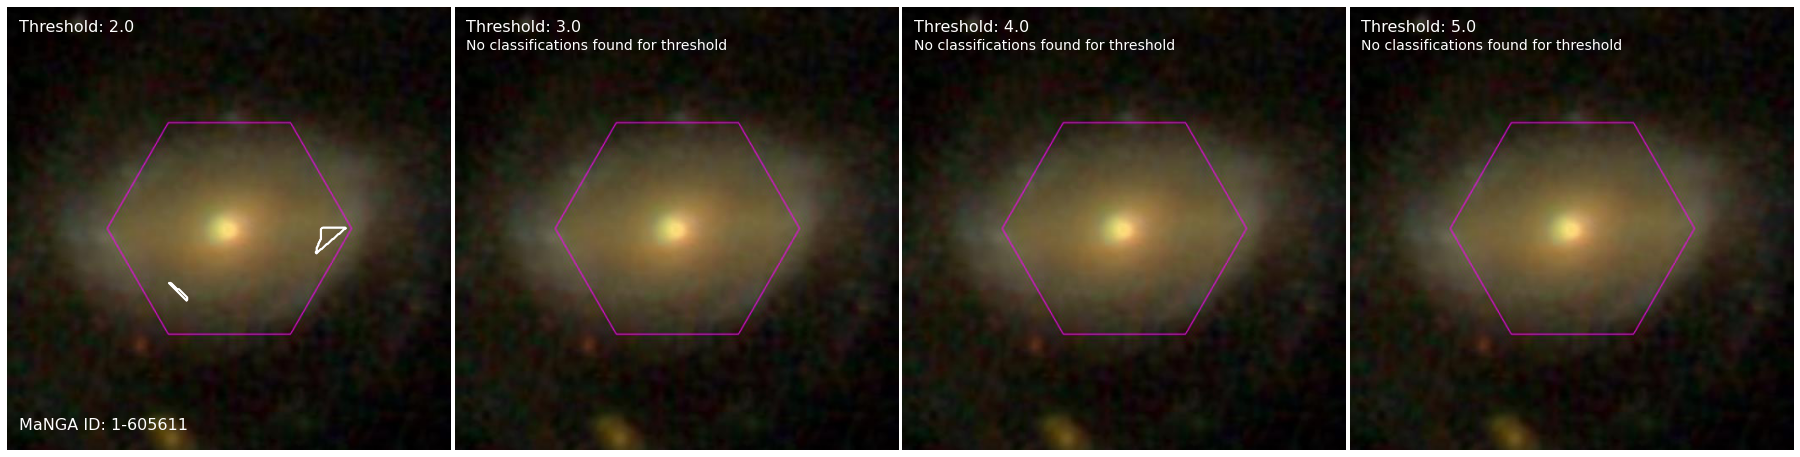 Threshold: 2.0
MaNGA ID: 1-605611
Threshold: 3.0
No classifications found for threshold
Threshold: 4.0
No classifications found for threshold
Threshold: 5.0
No classifications found for threshold